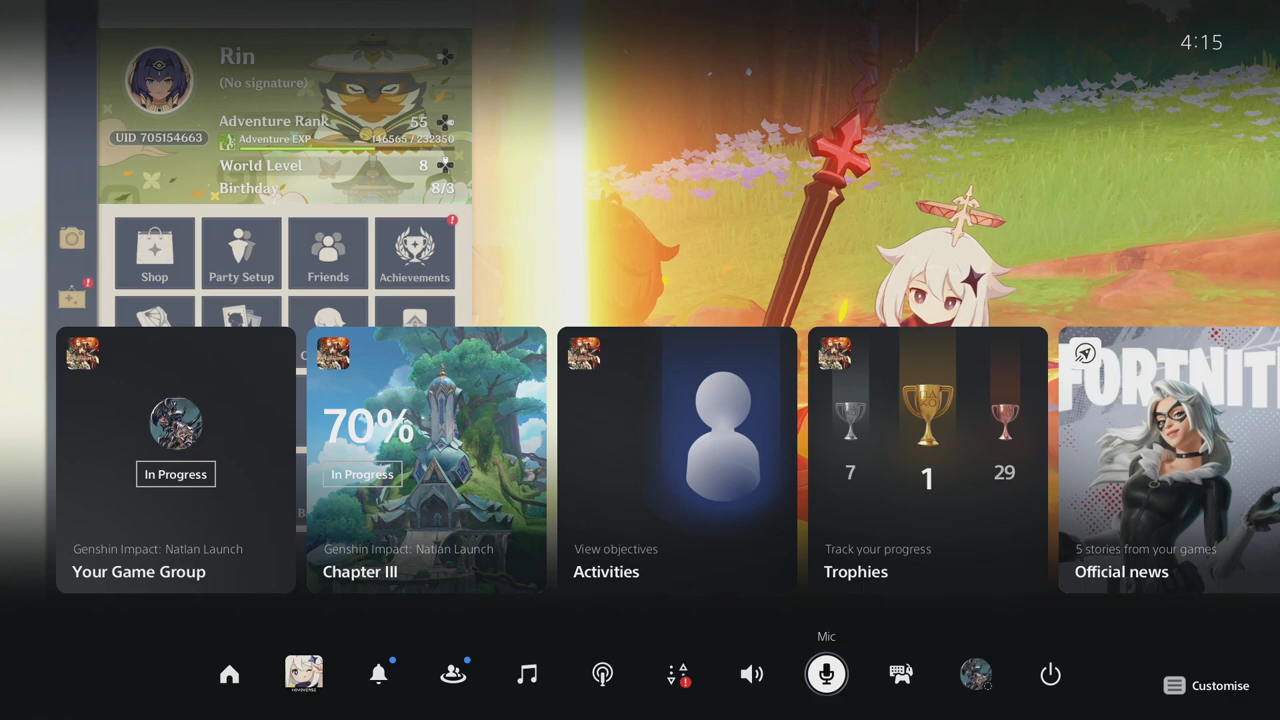 4:15
Rin
(No signature)
UID 705154663
Adventure Rank 55
Adventure EXP 146565 / 232350
World Level 8
Birthday 8/3
Shop
Party Setup
Friends
Achievements
In Progress
Genshin Impact: Natlan Launch
Your Game Group
70%
In Progress
Genshin Impact: Natlan Launch
Chapter III
View objectives
Activities
7
1
29
Track your progress
Trophies
FORTNIT
5 stories from your games
Official news
Mic
Customise